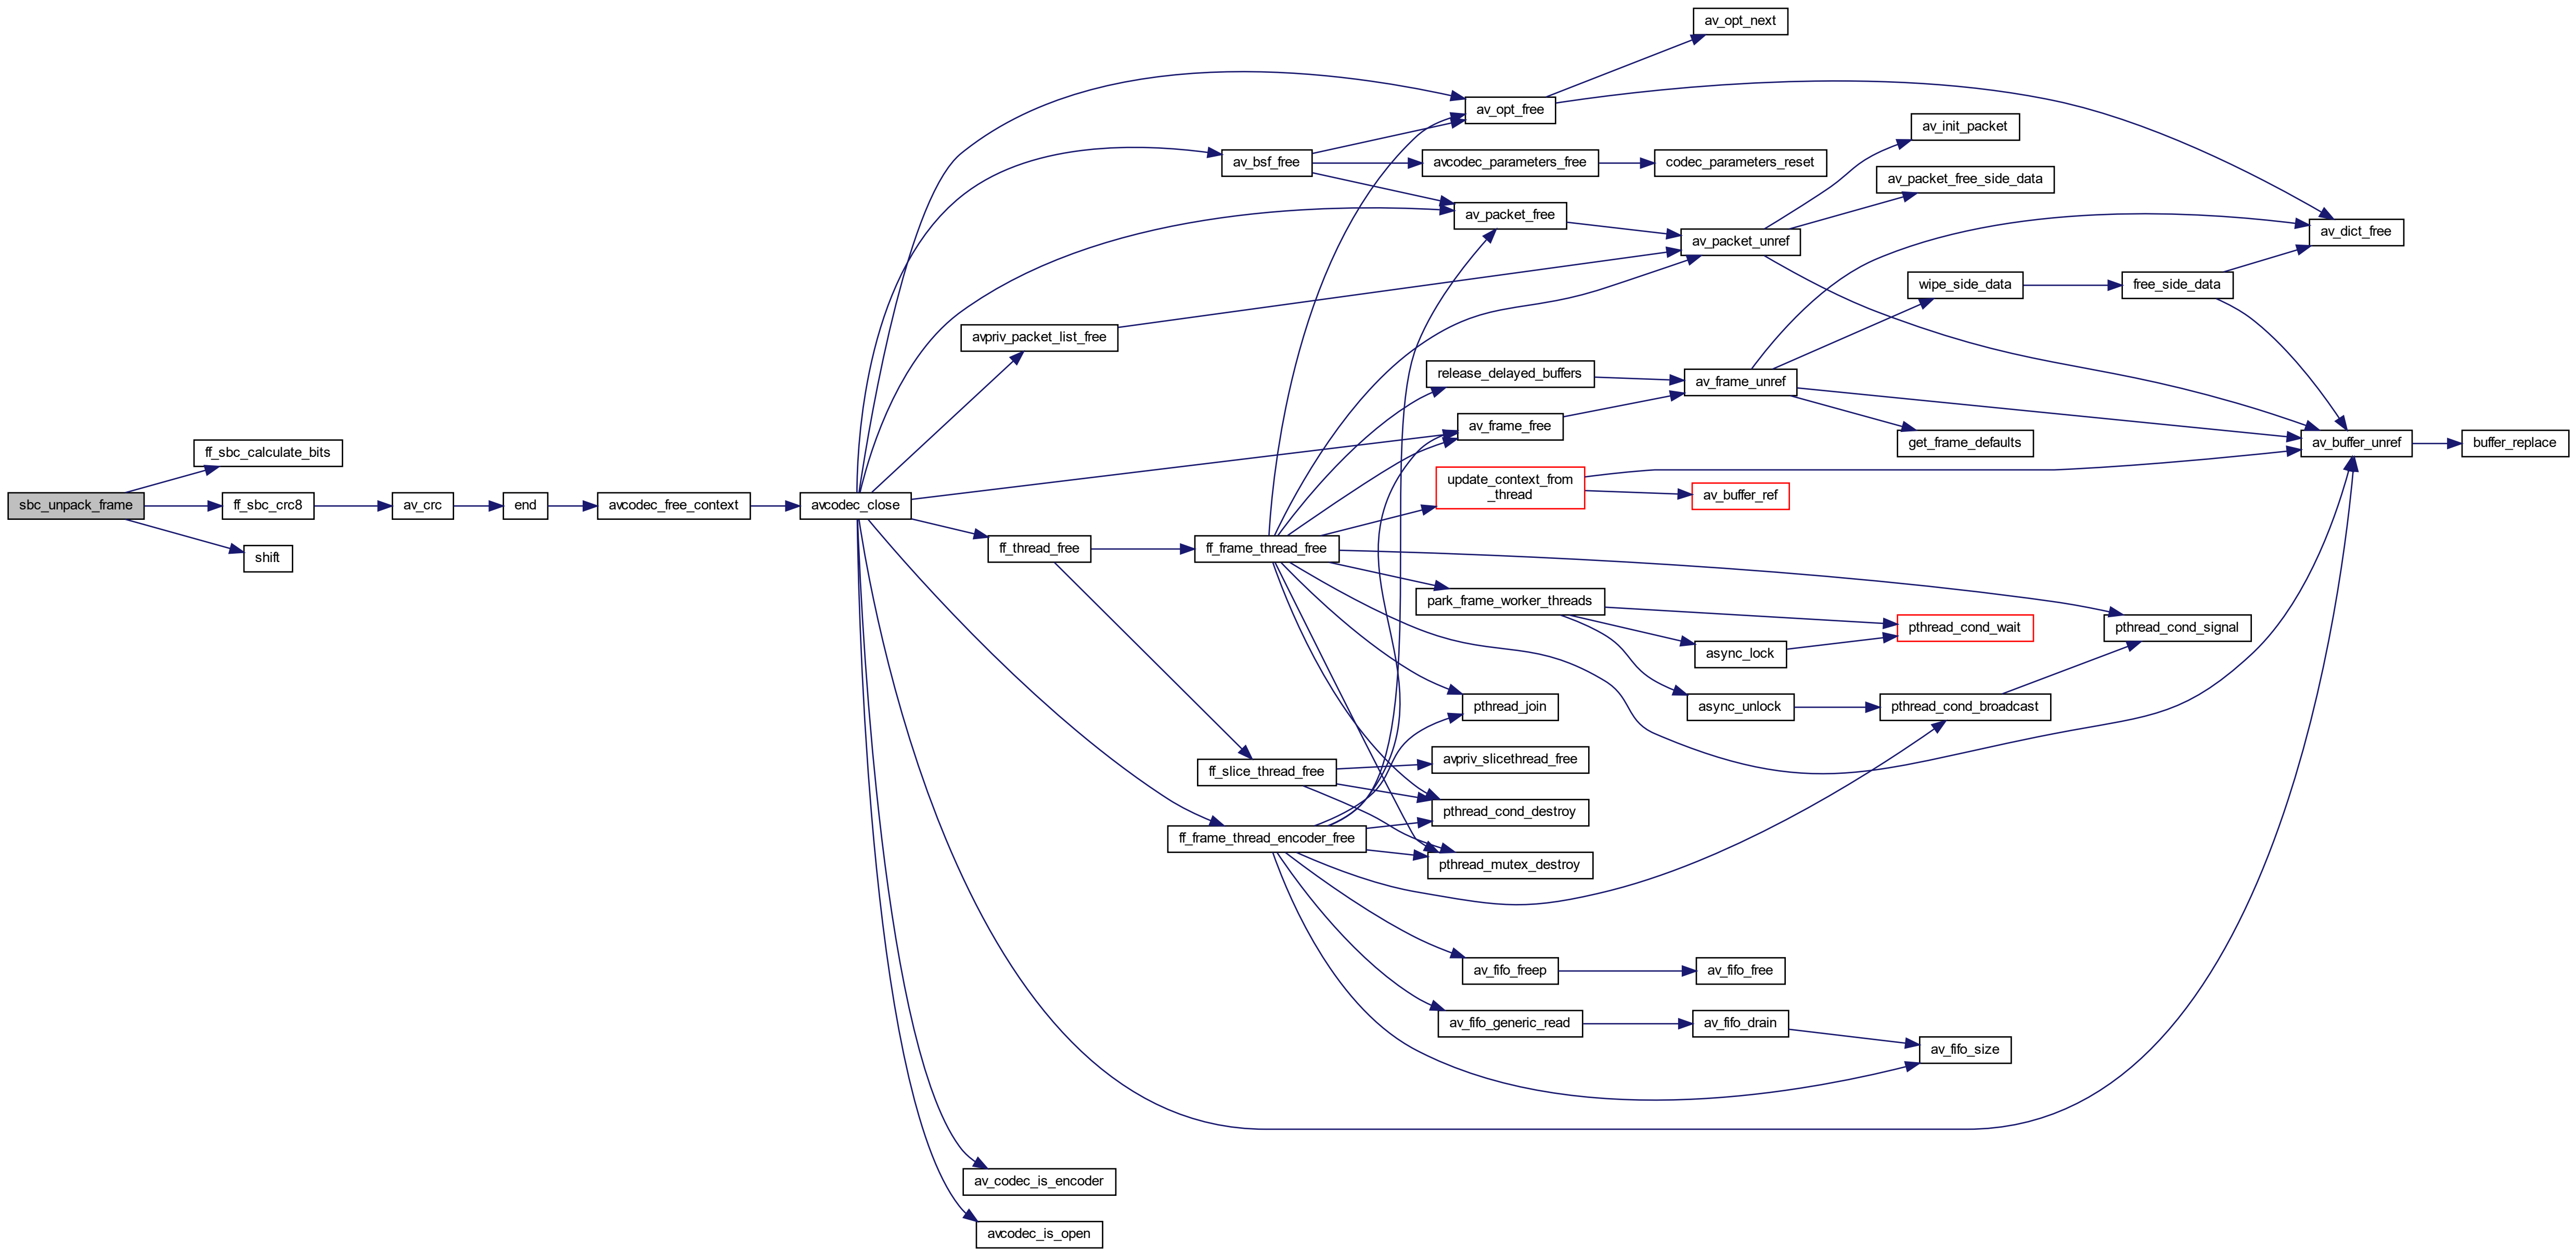 av_opt_next
av_opt_free
av_init_packet
av_bsf_free
avcodec_parameters_free
codec_parameters_reset
av_packet_free_side_data
av_packet_free
av_packet_unref
av_dict_free
wipe_side_data
free_side_data
avpriv_packet_list_free
release_delayed_buffers
av_frame_unref
av_frame_free
get_frame_defaults
av_buffer_unref
buffer_replace
ff_sbc_calculate_bits
update_context_from
_thread
av_buffer_ref
sbc_unpack_frame
ff_sbc_crc8
av_crc
end
avcodec_free_context
avcodec_close
shift
ff_thread_free
ff_frame_thread_free
park_frame_worker_threads
pthread_cond_wait
pthread_cond_signal
async_lock
pthread_join
async_unlock
pthread_cond_broadcast
avpriv_slicethread_free
ff_slice_thread_free
pthread_cond_destroy
ff_frame_thread_encoder_free
pthread_mutex_destroy
av_fifo_freep
av_fifo_free
av_fifo_generic_read
av_fifo_drain
av_fifo_size
av_codec_is_encoder
avcodec_is_open